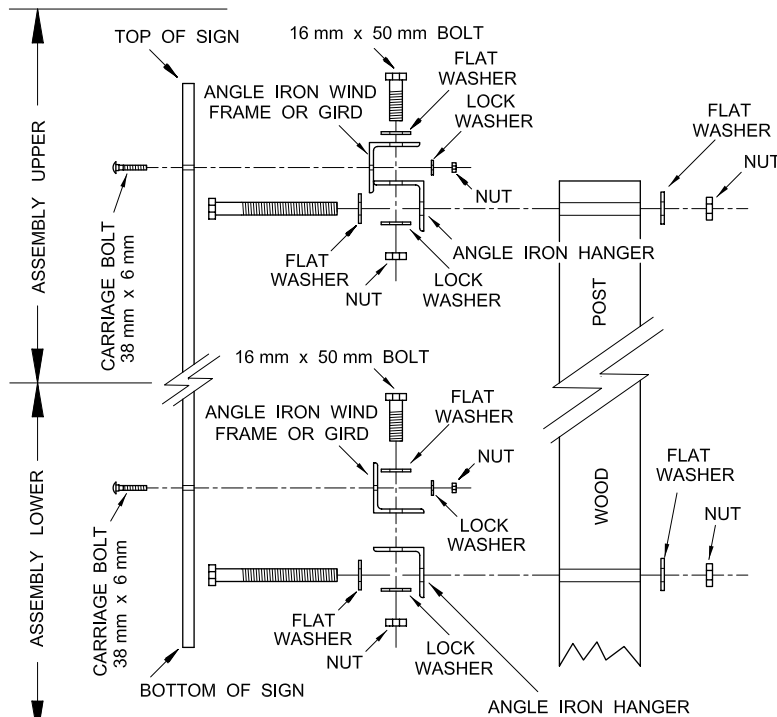 TOP OF SIGN
16 mm x 50 mm BOLT
FLAT
WASHER
ANGLE IRON WIND
FRAME OR GIRD
LOCK
WASHER
FLAT
WASHER
NUT
NUT
ASSEMBLY UPPER
CARRIAGE BOLT
38 mm x 6 mm
FLAT
WASHER
ANGLE IRON HANGER
NUT
LOCK
WASHER
POST
16 mm x 50 mm BOLT
FLAT
WASHER
ANGLE IRON WIND
FRAME OR GIRD
NUT
LOCK
WASHER
WOOD
FLAT
WASHER
NUT
ASSEMBLY LOWER
CARRIAGE BOLT
38 mm x 6 mm
FLAT
WASHER
NUT
LOCK
WASHER
BOTTOM OF SIGN
ANGLE IRON HANGER